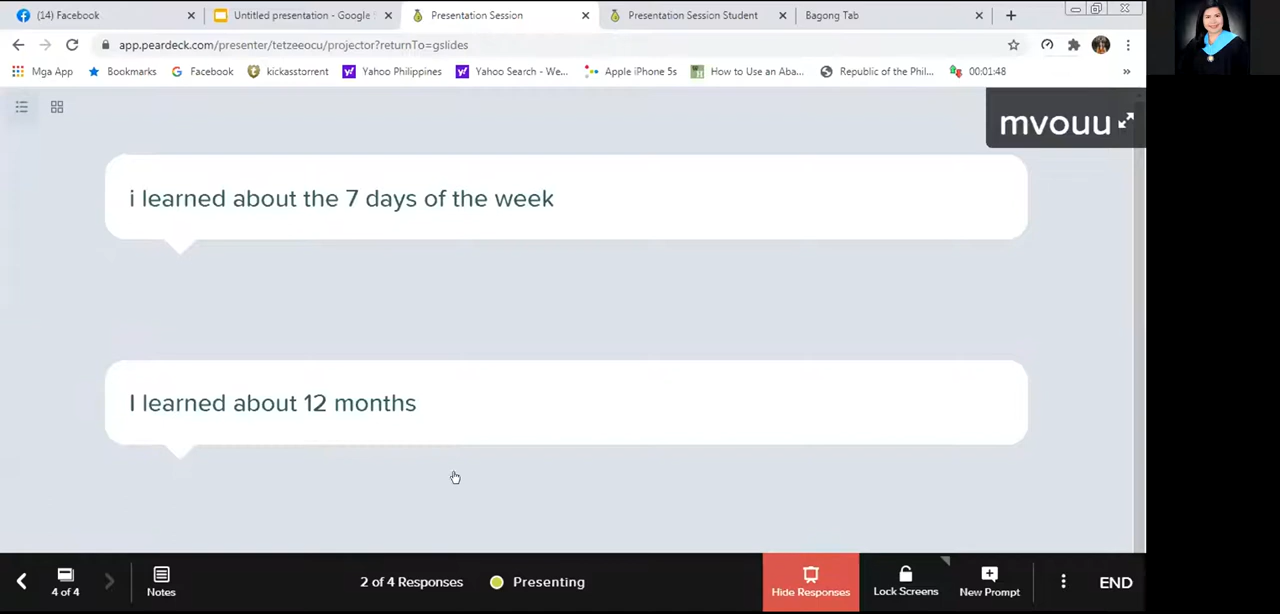 (14) Facebook
Untitled presentation - Google S
Presentation Session
Presentation Session Student
Bagong Tab
app.peardeck.com/presenter/tetzeeocu/projector?returnTo=gslides
Mga App
Bookmarks
Facebook
kickasstorrent
Yahoo Philippines
Yahoo Search - We...
Apple iPhone 5s
How to Use an Aba...
Republic of the Phil...
00:01:48
»
mvouu
i learned about the 7 days of the week
I learned about 12 months
4 of 4
Notes
2 of 4 Responses
Presenting
Hide Responses
Lock Screens
New Prompt
END